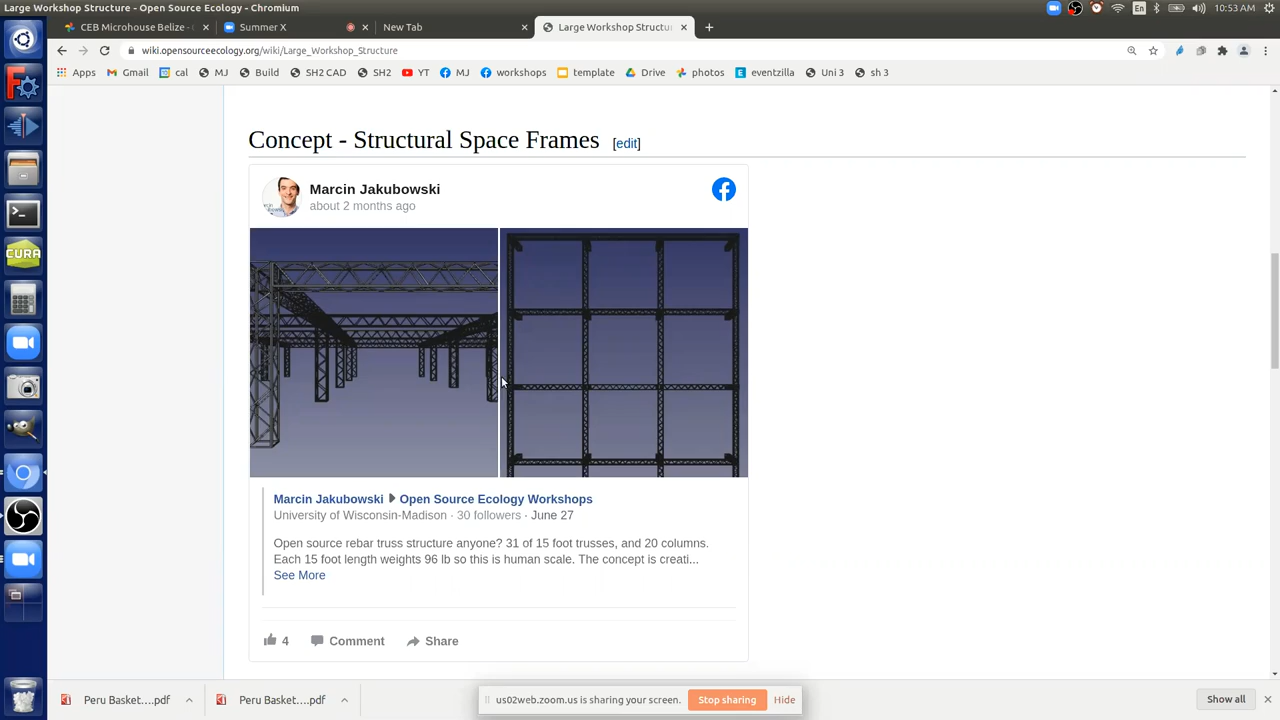 Large Workshop Structure - Open Source Ecology - Chromium
En
10:53 AM
CEB Microhouse Belize -
Summer X
New Tab
Large Workshop Structu
wiki.opensourceecology.org/wiki/Large_Workshop_Structure
Apps
Gmail
cal
MJ
Build
SH2 CAD
SH2
YT
MJ
workshops
template
Drive
photos
eventzilla
Uni 3
sh 3
Concept - Structural Space Frames [edit]
Marcin Jakubowski
about 2 months ago
Marcin Jakubowski Open Source Ecology Workshops
University of Wisconsin-Madison · 30 followers · June 27
Open source rebar truss structure anyone? 31 of 15 foot trusses, and 20 columns.
Each 15 foot length weights 96 lb so this is human scale. The concept is creati...
See More
4
Comment
Share
CURA
Peru Basket....pdf
Peru Basket....pdf
us02web.zoom.us is sharing your screen.
Stop sharing
Hide
Show all